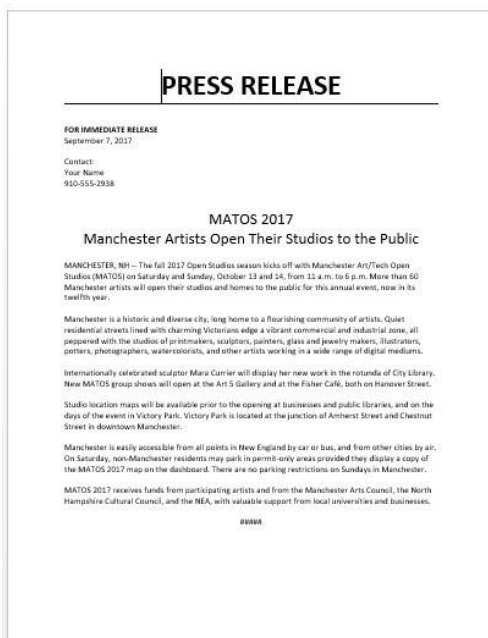 PRESS RELEASE
FOR IMMEDIATE RELEASE
September 7, 2017
Contact:
Your Name
910-555-2938
MATOS 2017
Manchester Artists Open Their Studios to the Public
MANCHESTER, NH -- The fall 2017 Open Studios season kicks off with Manchester Art/Tech Open
Studios (MATOS) on Saturday and Sunday, October 13 and 14, from 11 a.m. to 6 p.m. More than 60
Manchester artists will open their studios and homes to the public for this annual event, now in its
twelfth year.
Manchester is a historic and diverse city, long home to a flourishing community of artists. Quiet
residential streets lined with charming Victorians edge a vibrant commercial and industrial zone, all
peppered with the studios of printmakers, sculptors, painters, glass and jewelry makers, illustrators,
potters, photographers, watercolorists, and other artists working in a wide range of digital mediums.
Internationally celebrated sculptor Mara Currier will display her new work in the rotunda of City Library.
New MATOS group shows will open at the Art 5 Gallery and at the Fisher Café, both on Hanover Street.
Studio location maps will be available prior to the opening at businesses and public libraries, and on the
days of the event in Victory Park. Victory Park is located at the junction of Amherst Street and Chestnut
Street in downtown Manchester.
Manchester is easily accessible from all points in New England by car or bus, and from other cities by air.
On Saturday, non-Manchester residents may park in permit-only areas provided they display a copy of
the MATOS 2017 map on the dashboard. There are no parking restrictions on Sundays in Manchester.
MATOS 2017 receives funds from participating artists and from the Manchester Arts Council, the North
Hampshire Cultural Council, and the NEA, with valuable support from local universities and businesses.
#####